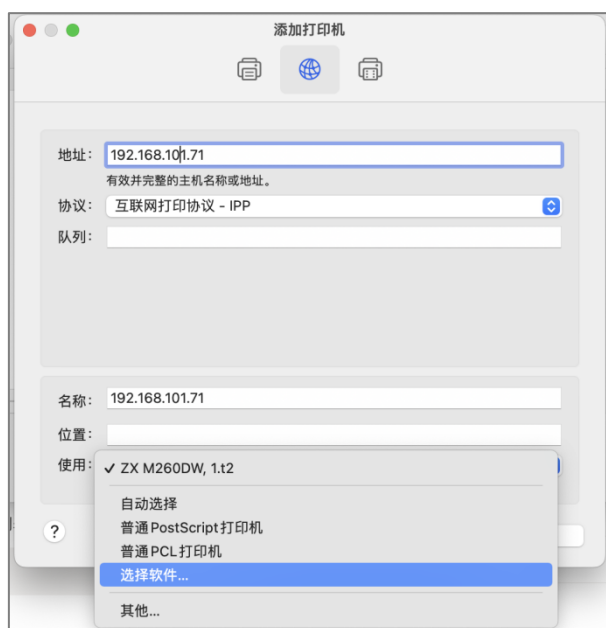 添加打印机
地址: 192.168.101.71
有效并完整的主机名称或地址。
协议: 互联网打印协议 - IPP
队列:
名称: 192.168.101.71
位置:
使用: ✓ ZX M260DW, 1.t2
自动选择
普通PostScript打印机
普通PCL打印机
选择软件...
?
其他...